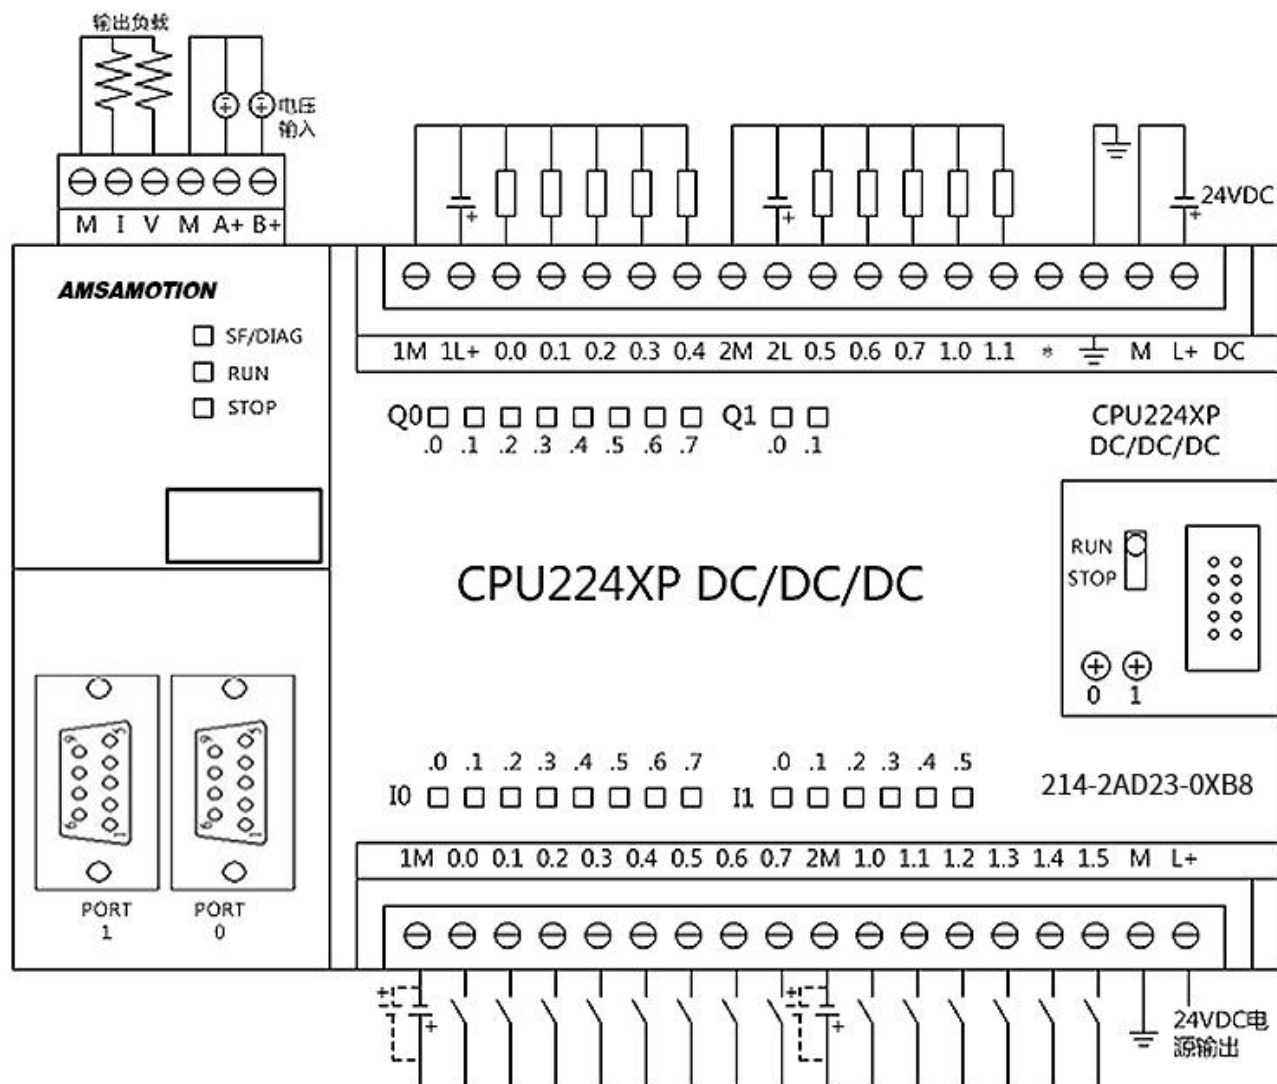 输出负载
电压
输入
M I V M A+ B+
24VDC
AMSAMOTION
SF/DIAG
RUN
STOP
1M 1L+ 0.0 0.1 0.2 0.3 0.4 2M 2L 0.5 0.6 0.7 1.0 1.1 * M L+ DC
Q0
.0 .1 .2 .3 .4 .5 .6 .7
Q1
.0 .1
CPU224XP
DC/DC/DC
CPU224XP DC/DC/DC
RUN
STOP
0 1
.0 .1 .2 .3 .4 .5 .6 .7
I0
.0 .1 .2 .3 .4 .5
I1
214-2AD23-0XB8
1M 0.0 0.1 0.2 0.3 0.4 0.5 0.6 0.7 2M 1.0 1.1 1.2 1.3 1.4 1.5 M L+
PORT
1
PORT
0
24VDC电
源输出